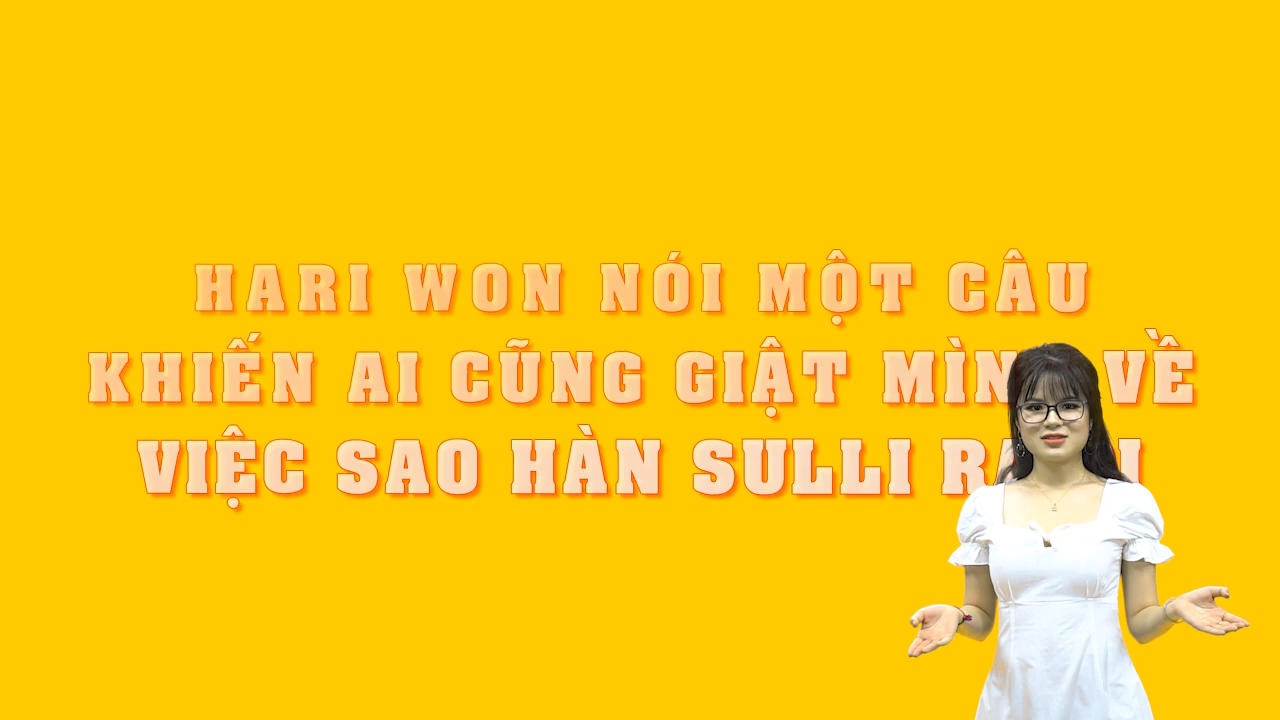 HARI WON NÓI MỘT CÂU
KHIẾN AI CŨNG GIẬT VỀ
VIỆC SAO HÀN SULLI